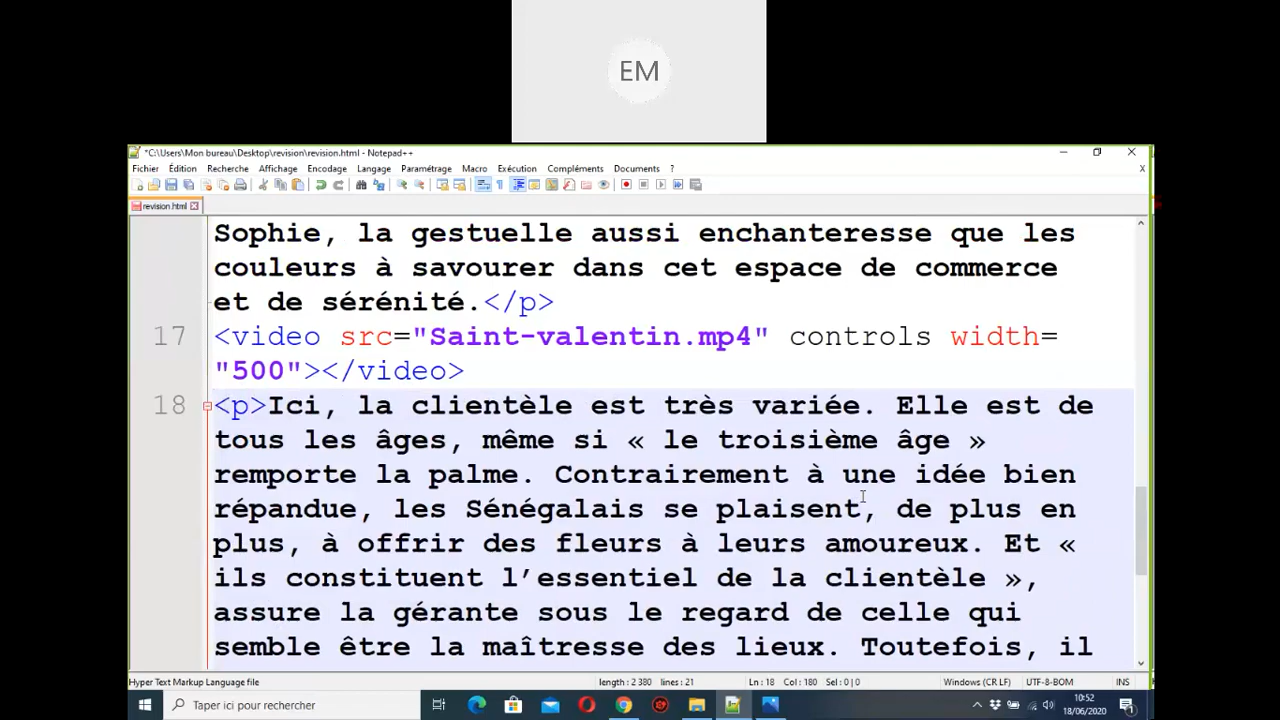 EM
*C:\Users\Mon bureau\Desktop\revision\revision.html - Notepad++
Fichier Édition Recherche Affichage Encodage Langage Paramétrage Macro Exécution Compléments Documents ? X
revision.html
Sophie, la gestuelle aussi enchanteresse que les
couleurs à savourer dans cet espace de commerce
et de sérénité.</p>
17 <video src="Saint-valentin.mp4" controls width=
"500"></video>
18 <p>Ici, la clientèle est très variée. Elle est de
tous les âges, même si « le troisième âge »
remporte la palme. Contrairement à une idée bien
répandue, les Sénégalais se plaisent, de plus en
plus, à offrir des fleurs à leurs amoureux. Et «
ils constituent l’essentiel de la clientèle »,
assure la gérante sous le regard de celle qui
semble être la maîtresse des lieux. Toutefois, il
Hyper Text Markup Language file length : 2 380 lines : 21 Ln : 18 Col : 180 Sel : 0 | 0 Windows (CR LF) UTF-8-BOM INS
Taper ici pour rechercher
10:52
18/06/2020